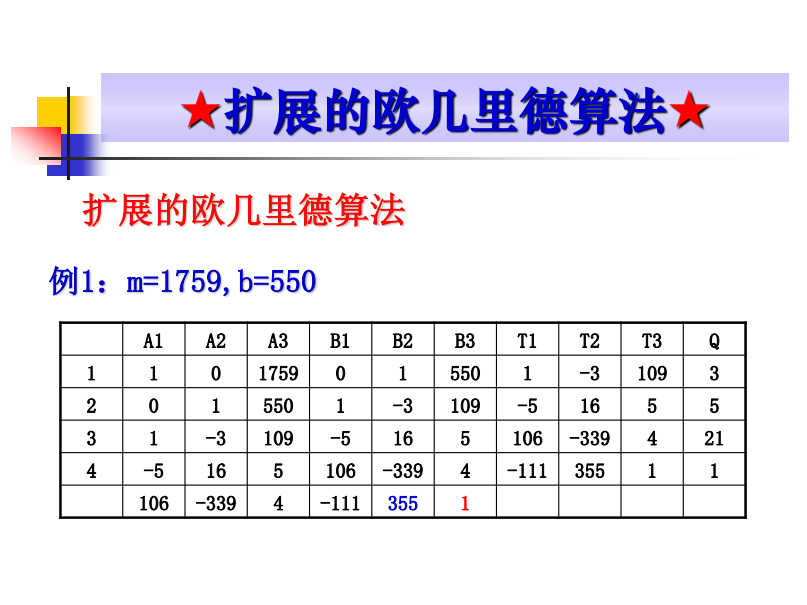 ★扩展的欧几里德算法★
扩展的欧几里德算法
例1：m=1759,b=550
A1 A2 A3 B1 B2 B3 T1 T2 T3 Q
1 1 0 1759 0 1 550 1 -3 109 3
2 0 1 550 1 -3 109 -5 16 5 5
3 1 -3 109 -5 16 5 106 -339 4 21
4 -5 16 5 106 -339 4 -111 355 1 1
106 -339 4 -111 355 1